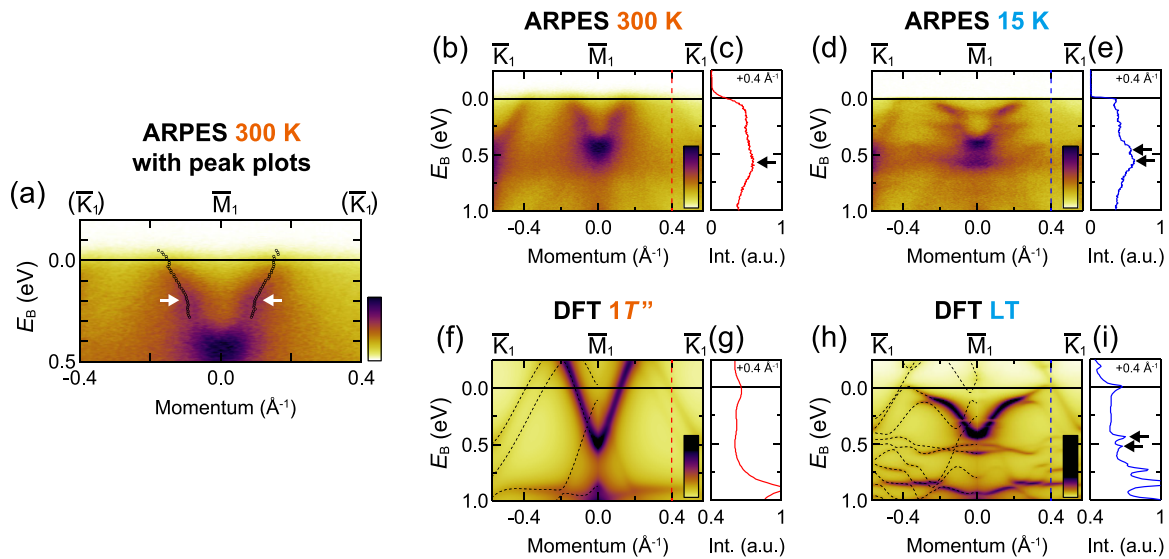 ARPES 300 K
with peak plots
(a)
(K̅₁) M̅₁ (K̅₁)
E_B (eV)
0.0
0.5
-0.4 0.0 0.4
Momentum (Å⁻¹)
ARPES 300 K
(b) (c)
K̅₁ M̅₁ K̅₁
+0.4 Å⁻¹
E_B (eV)
0.0
0.5
1.0
-0.4 0.0 0.4 0 1
Momentum (Å⁻¹) Int. (a.u.)
ARPES 15 K
(d) (e)
K̅₁ M̅₁ K̅₁
+0.4 Å⁻¹
E_B (eV)
0.0
0.5
1.0
-0.4 0.0 0.4 0 1
Momentum (Å⁻¹) Int. (a.u.)
DFT 1T”
(f) (g)
K̅₁ M̅₁ K̅₁
+0.4 Å⁻¹
E_B (eV)
0.0
0.5
1.0
-0.4 0.0 0.4 0.4 1
Momentum (Å⁻¹) Int. (a.u.)
DFT LT
(h) (i)
K̅₁ M̅₁ K̅₁
+0.4 Å⁻¹
E_B (eV)
0.0
0.5
1.0
-0.4 0.0 0.4 0.4 1
Momentum (Å⁻¹) Int. (a.u.)